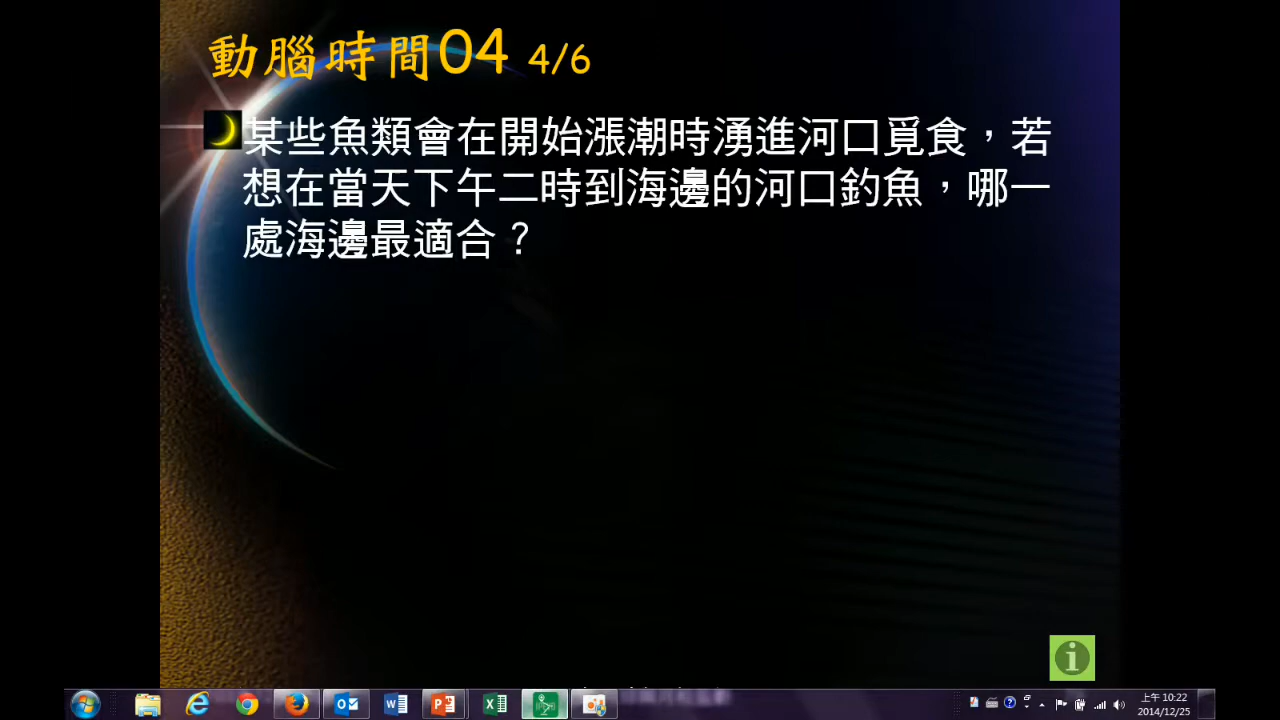 動腦時間04 4/6
某些魚類會在開始漲潮時湧進河口覓食，若
想在當天下午二時到海邊的河口釣魚，哪一
處海邊最適合？
上午 10:22
2014/12/25